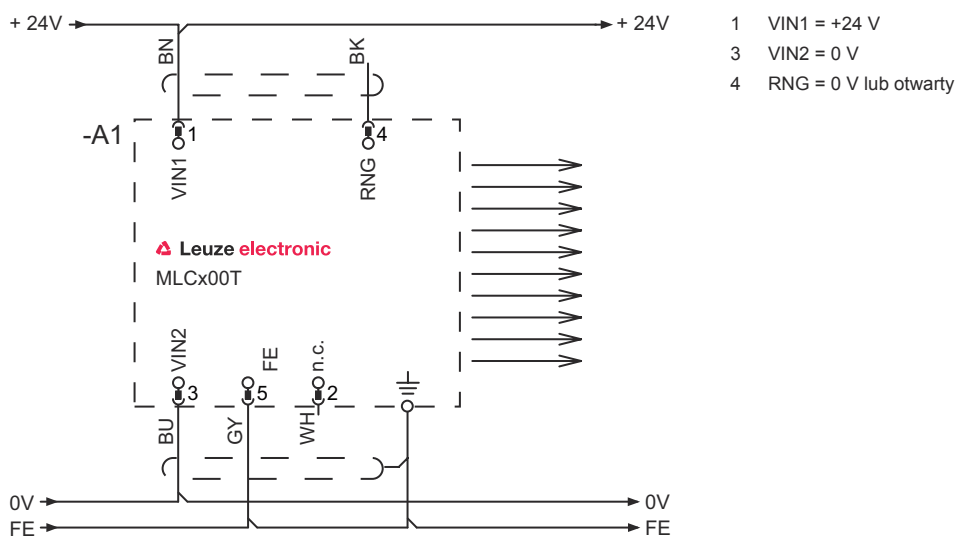 + 24V
+ 24V
1 VIN1 = +24 V
3 VIN2 = 0 V
4 RNG = 0 V lub otwarty
BN
BK
-A1
1
4
VIN1
RNG
Leuze electronic
MLCx00T
VIN2
FE
n.c.
3
5
2
BU
GY
WH
0V
0V
FE
FE